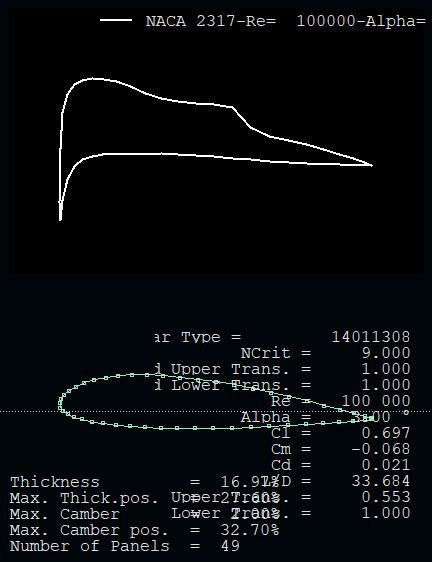 NACA 2317-Re= 100000-Alpha=
ar Type = 14011308
NCrit = 9.000
d Upper Trans. = 1.000
d Lower Trans. = 1.000
Re = 100 000
Alpha =
Cl = 0.697
Cm = -0.068
Cd = 0.021
L/D = 33.684
Thickness = 16.97%
Max. Thick.pos. = 27.60%
Upper Trans. = 0.553
Max. Camber = 2.00%
Lower Trans. = 1.000
Max. Camber pos. = 32.70%
Number of Panels = 49